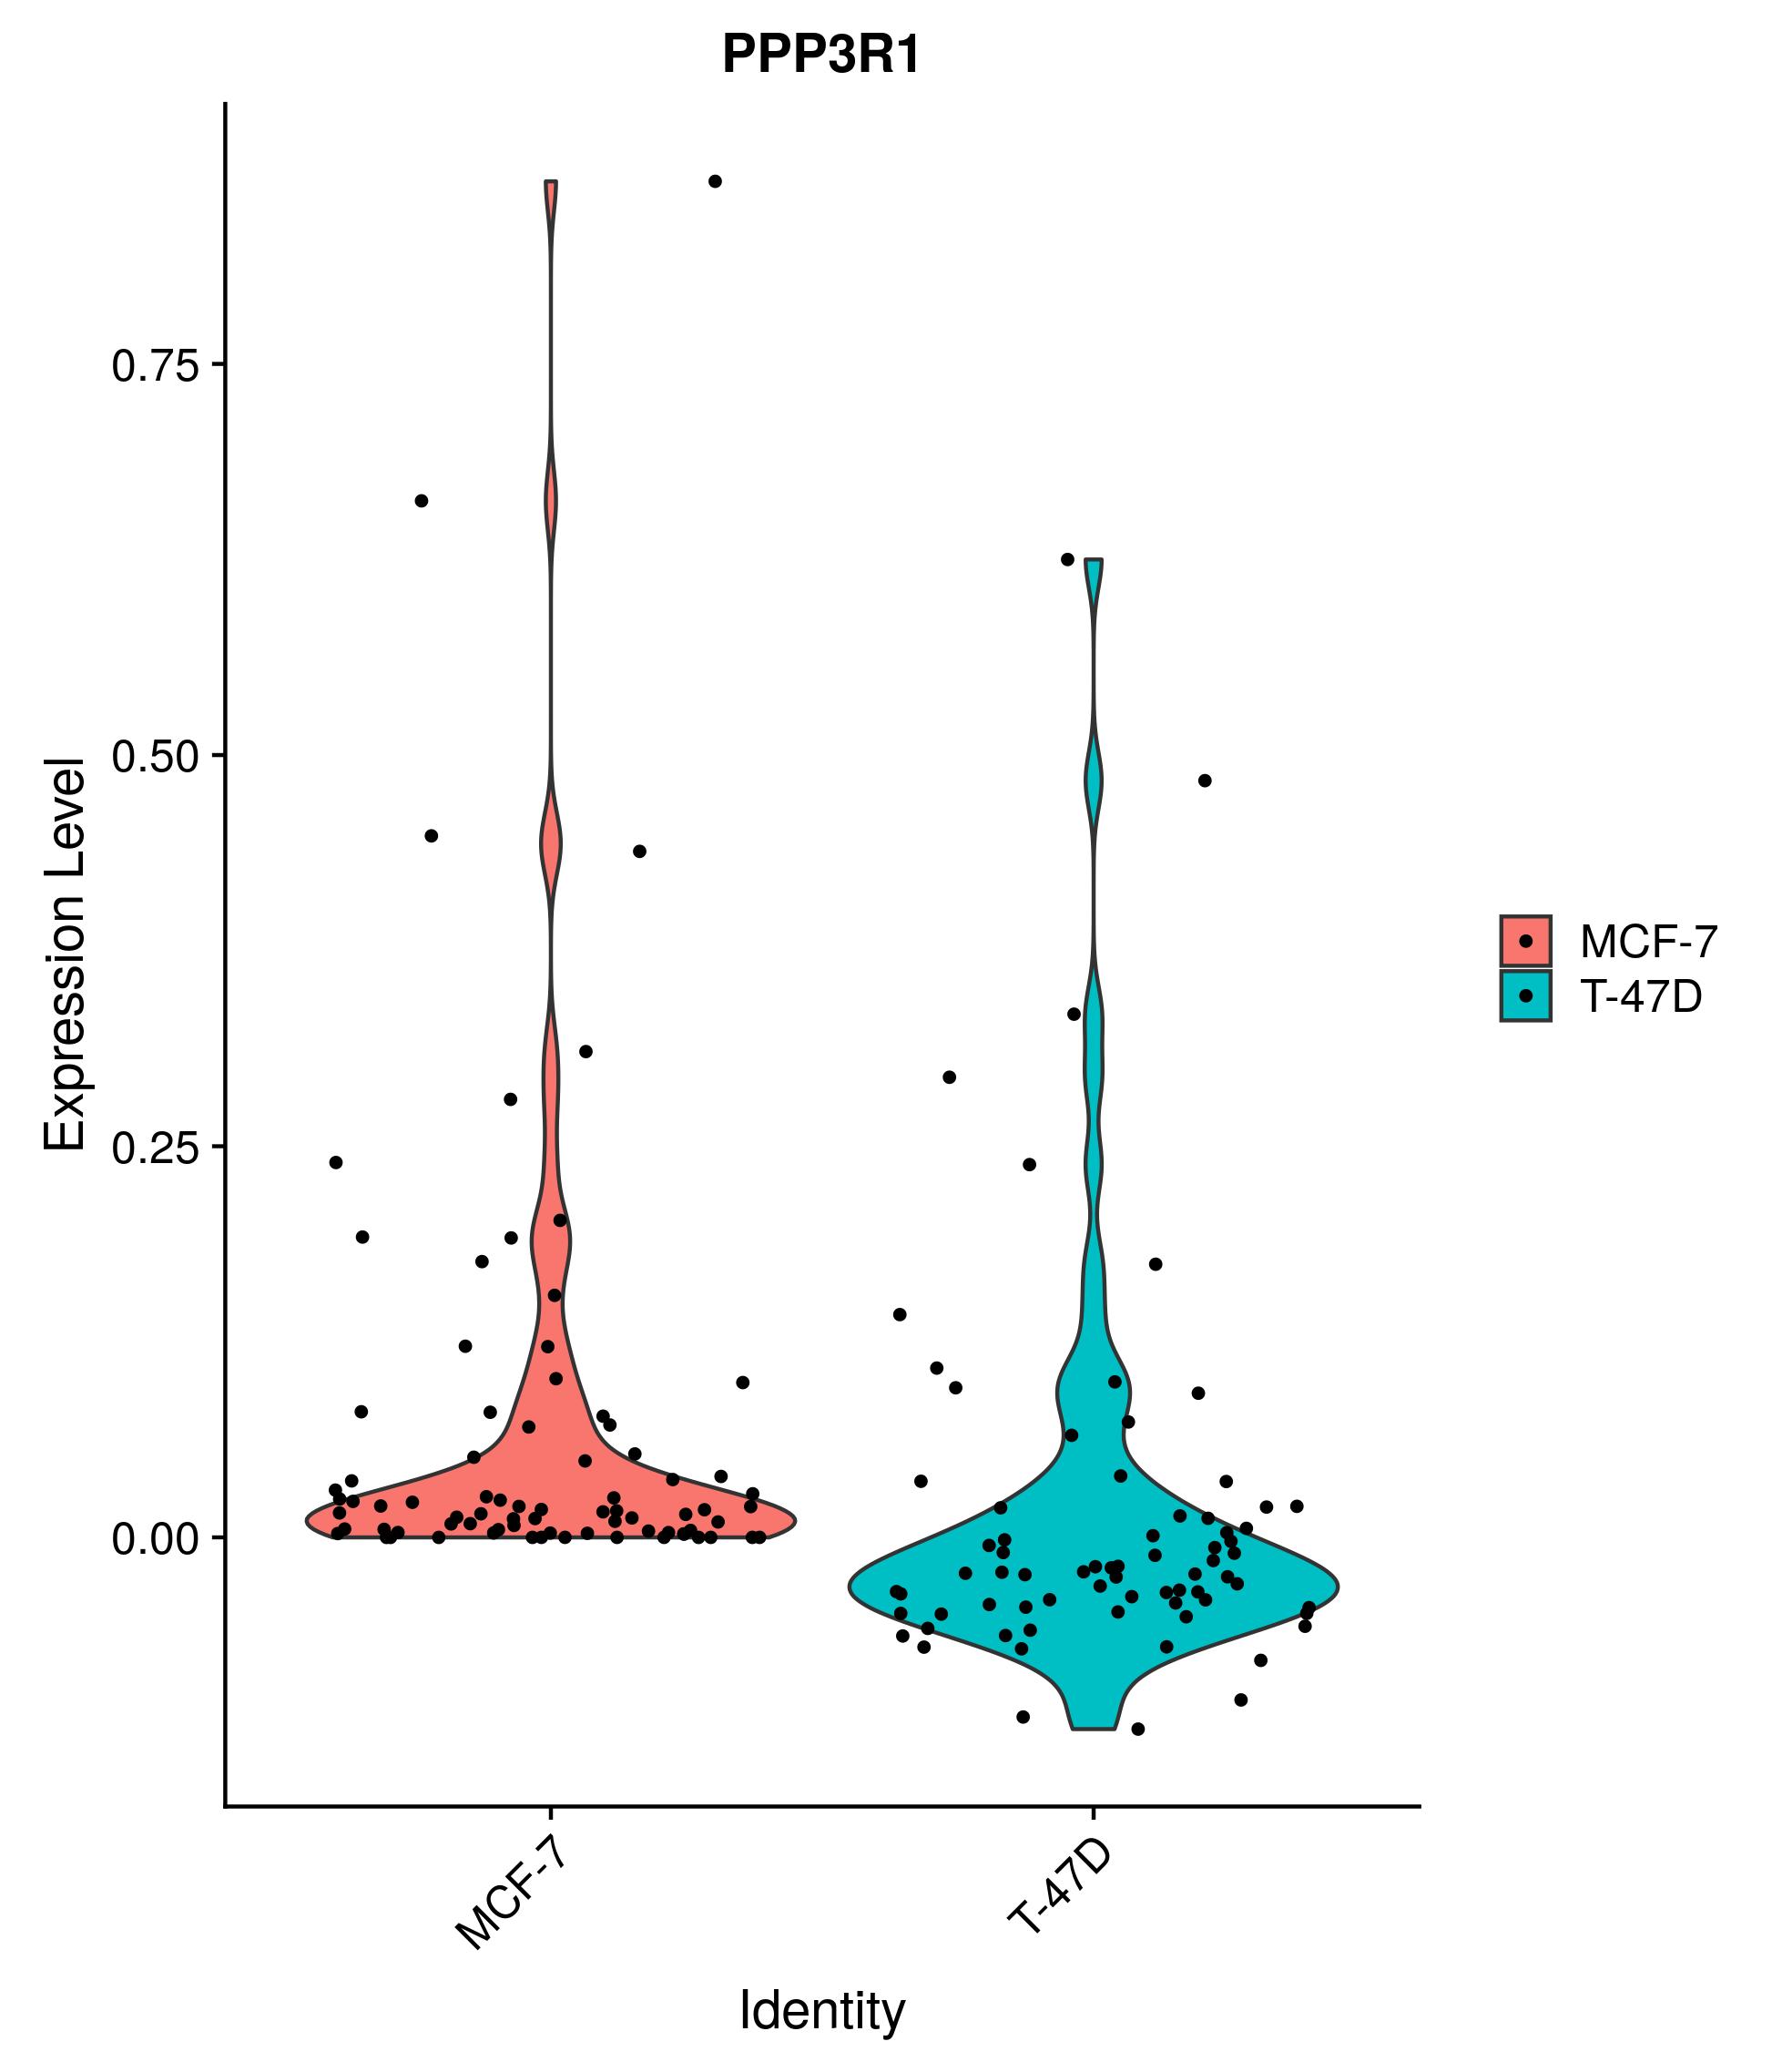 PPP3R1
Expression Level
0.75
0.50
0.25
0.00
MCF-7
T-47D
Identity
MCF-7
T-47D